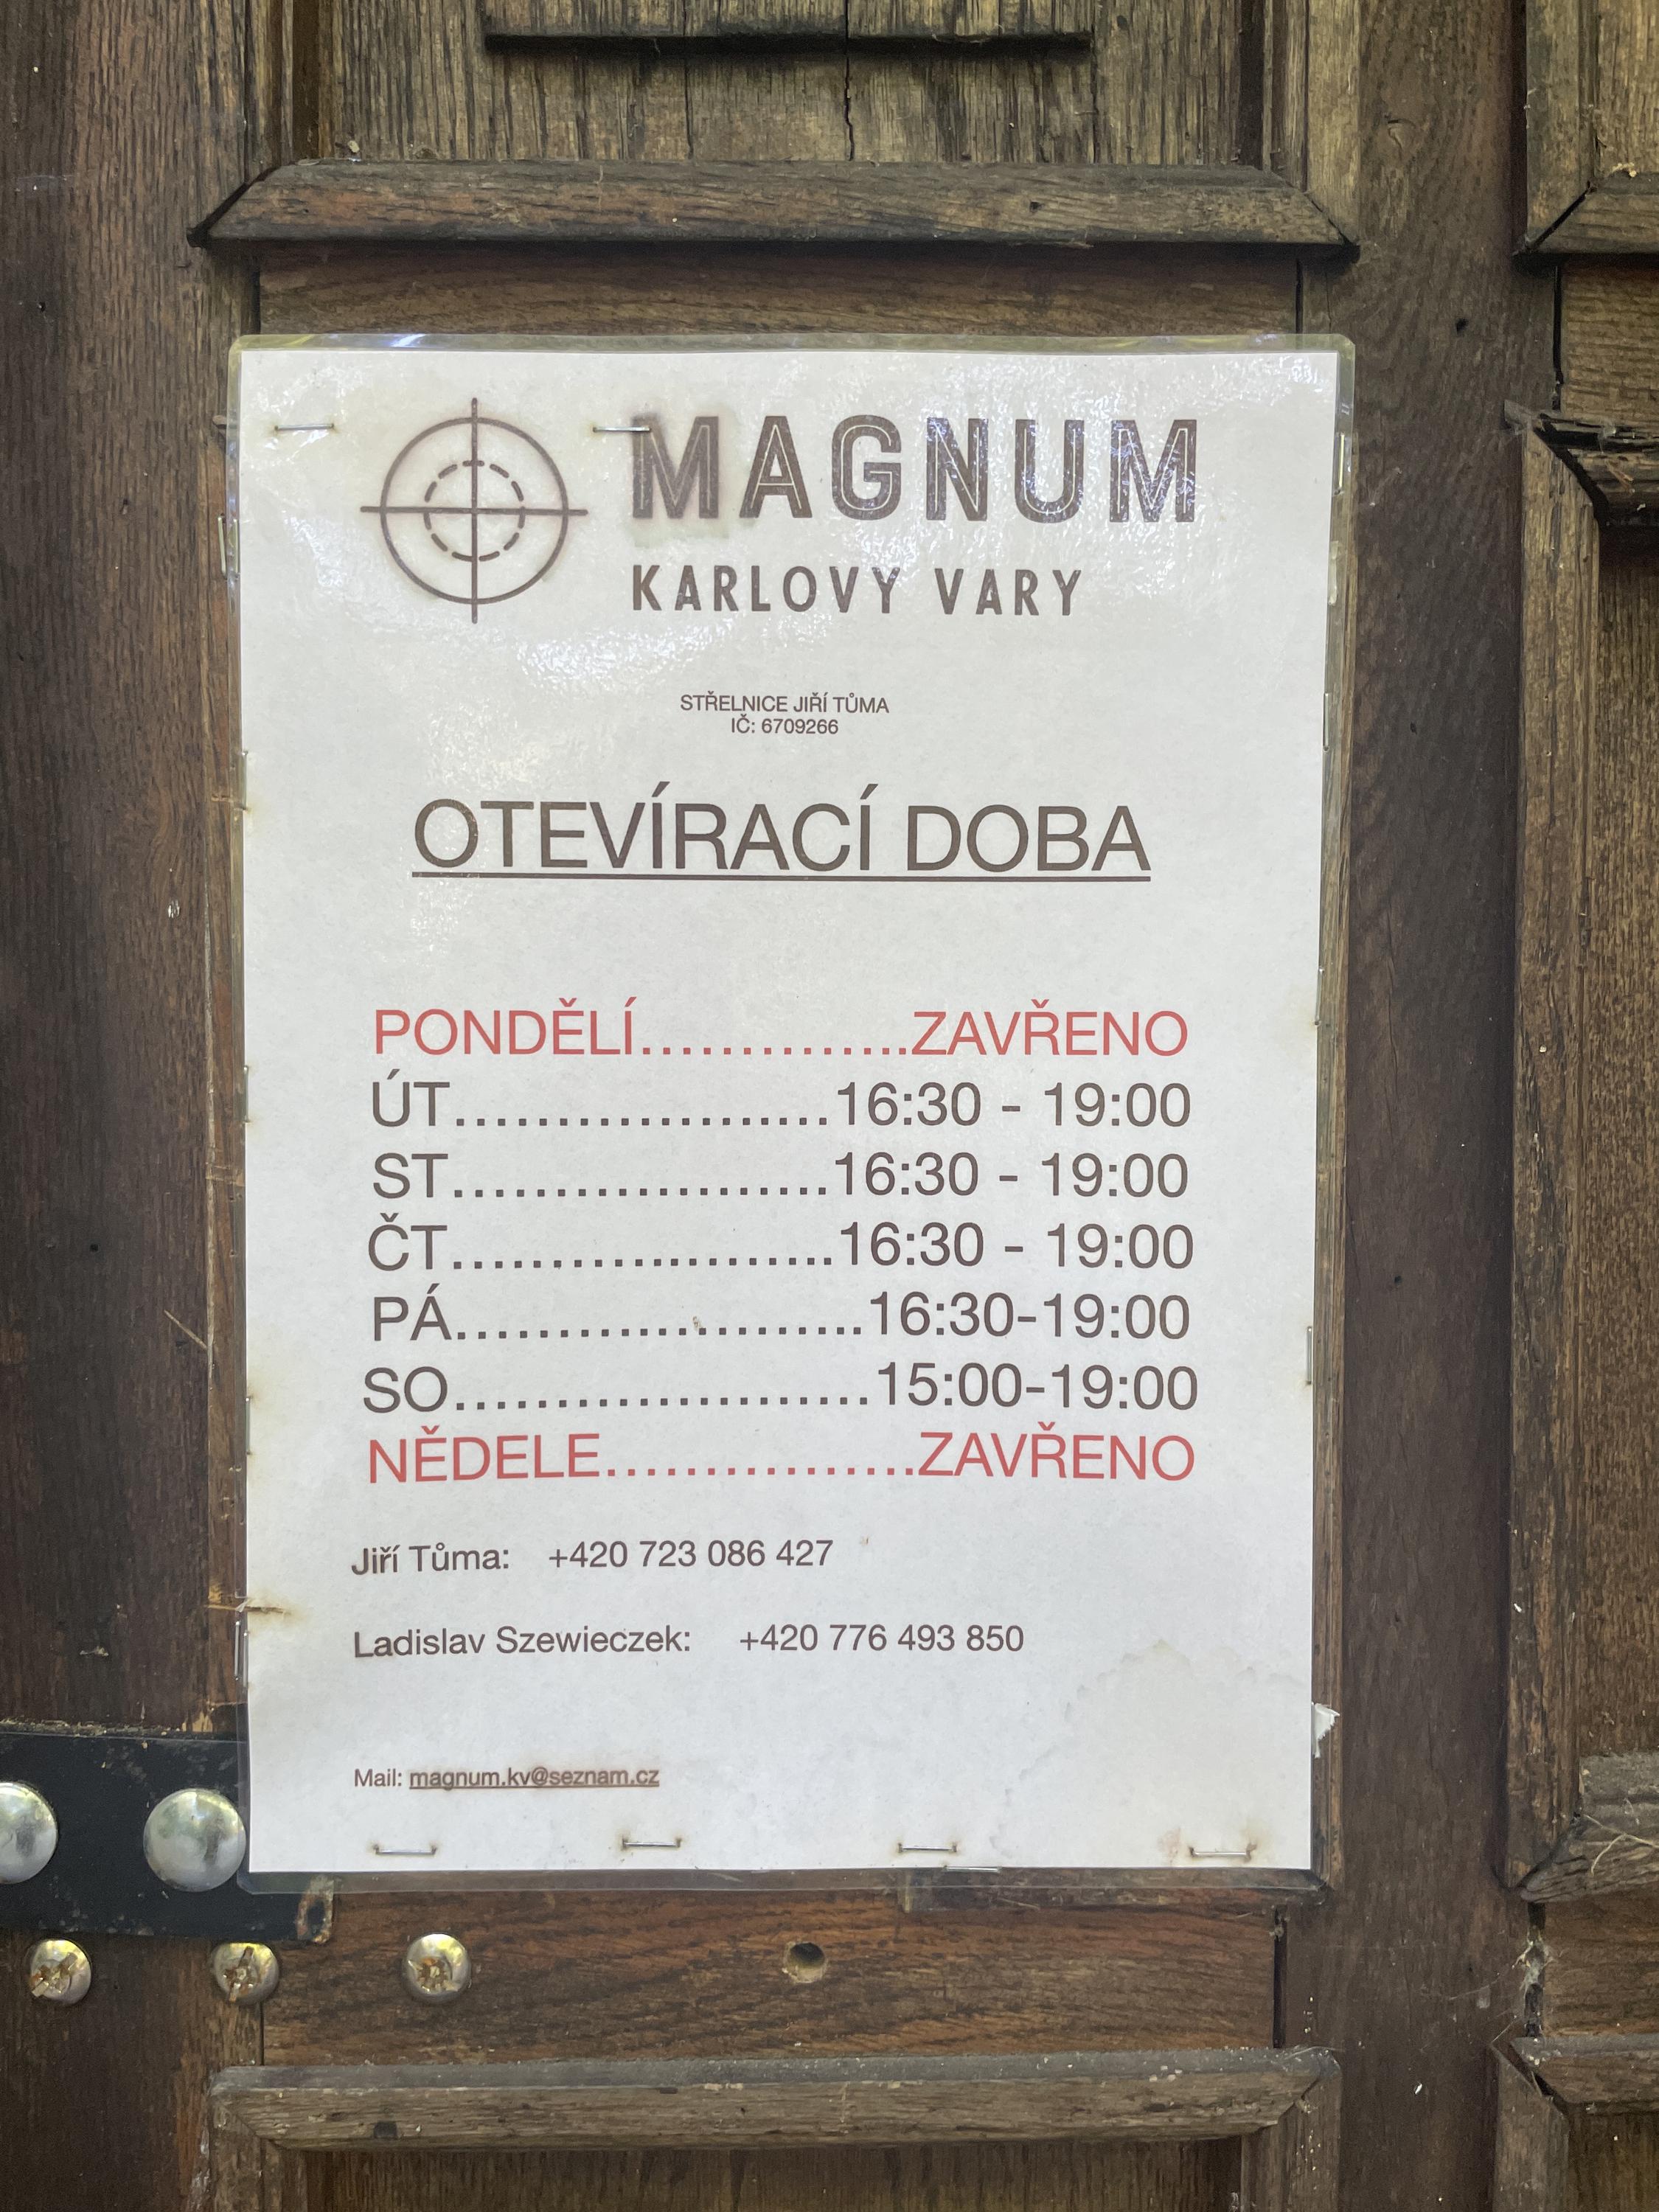 MAGNUM
KARLOVY VARY
STŘELNICE JIŘÍ TŮMA
IČ: 6709266
OTEVÍRACÍ DOBA
PONDĚLÍ..............ZAVŘENO
ÚT...................16:30 - 19:00
ST...................16:30 - 19:00
ČT...................16:30 - 19:00
PÁ.....................16:30-19:00
SO.....................15:00-19:00
NĚDELE................ZAVŘENO
Jiří Tůma: +420 723 086 427
Ladislav Szewieczek: +420 776 493 850
Mail: magnum.kv@seznam.cz